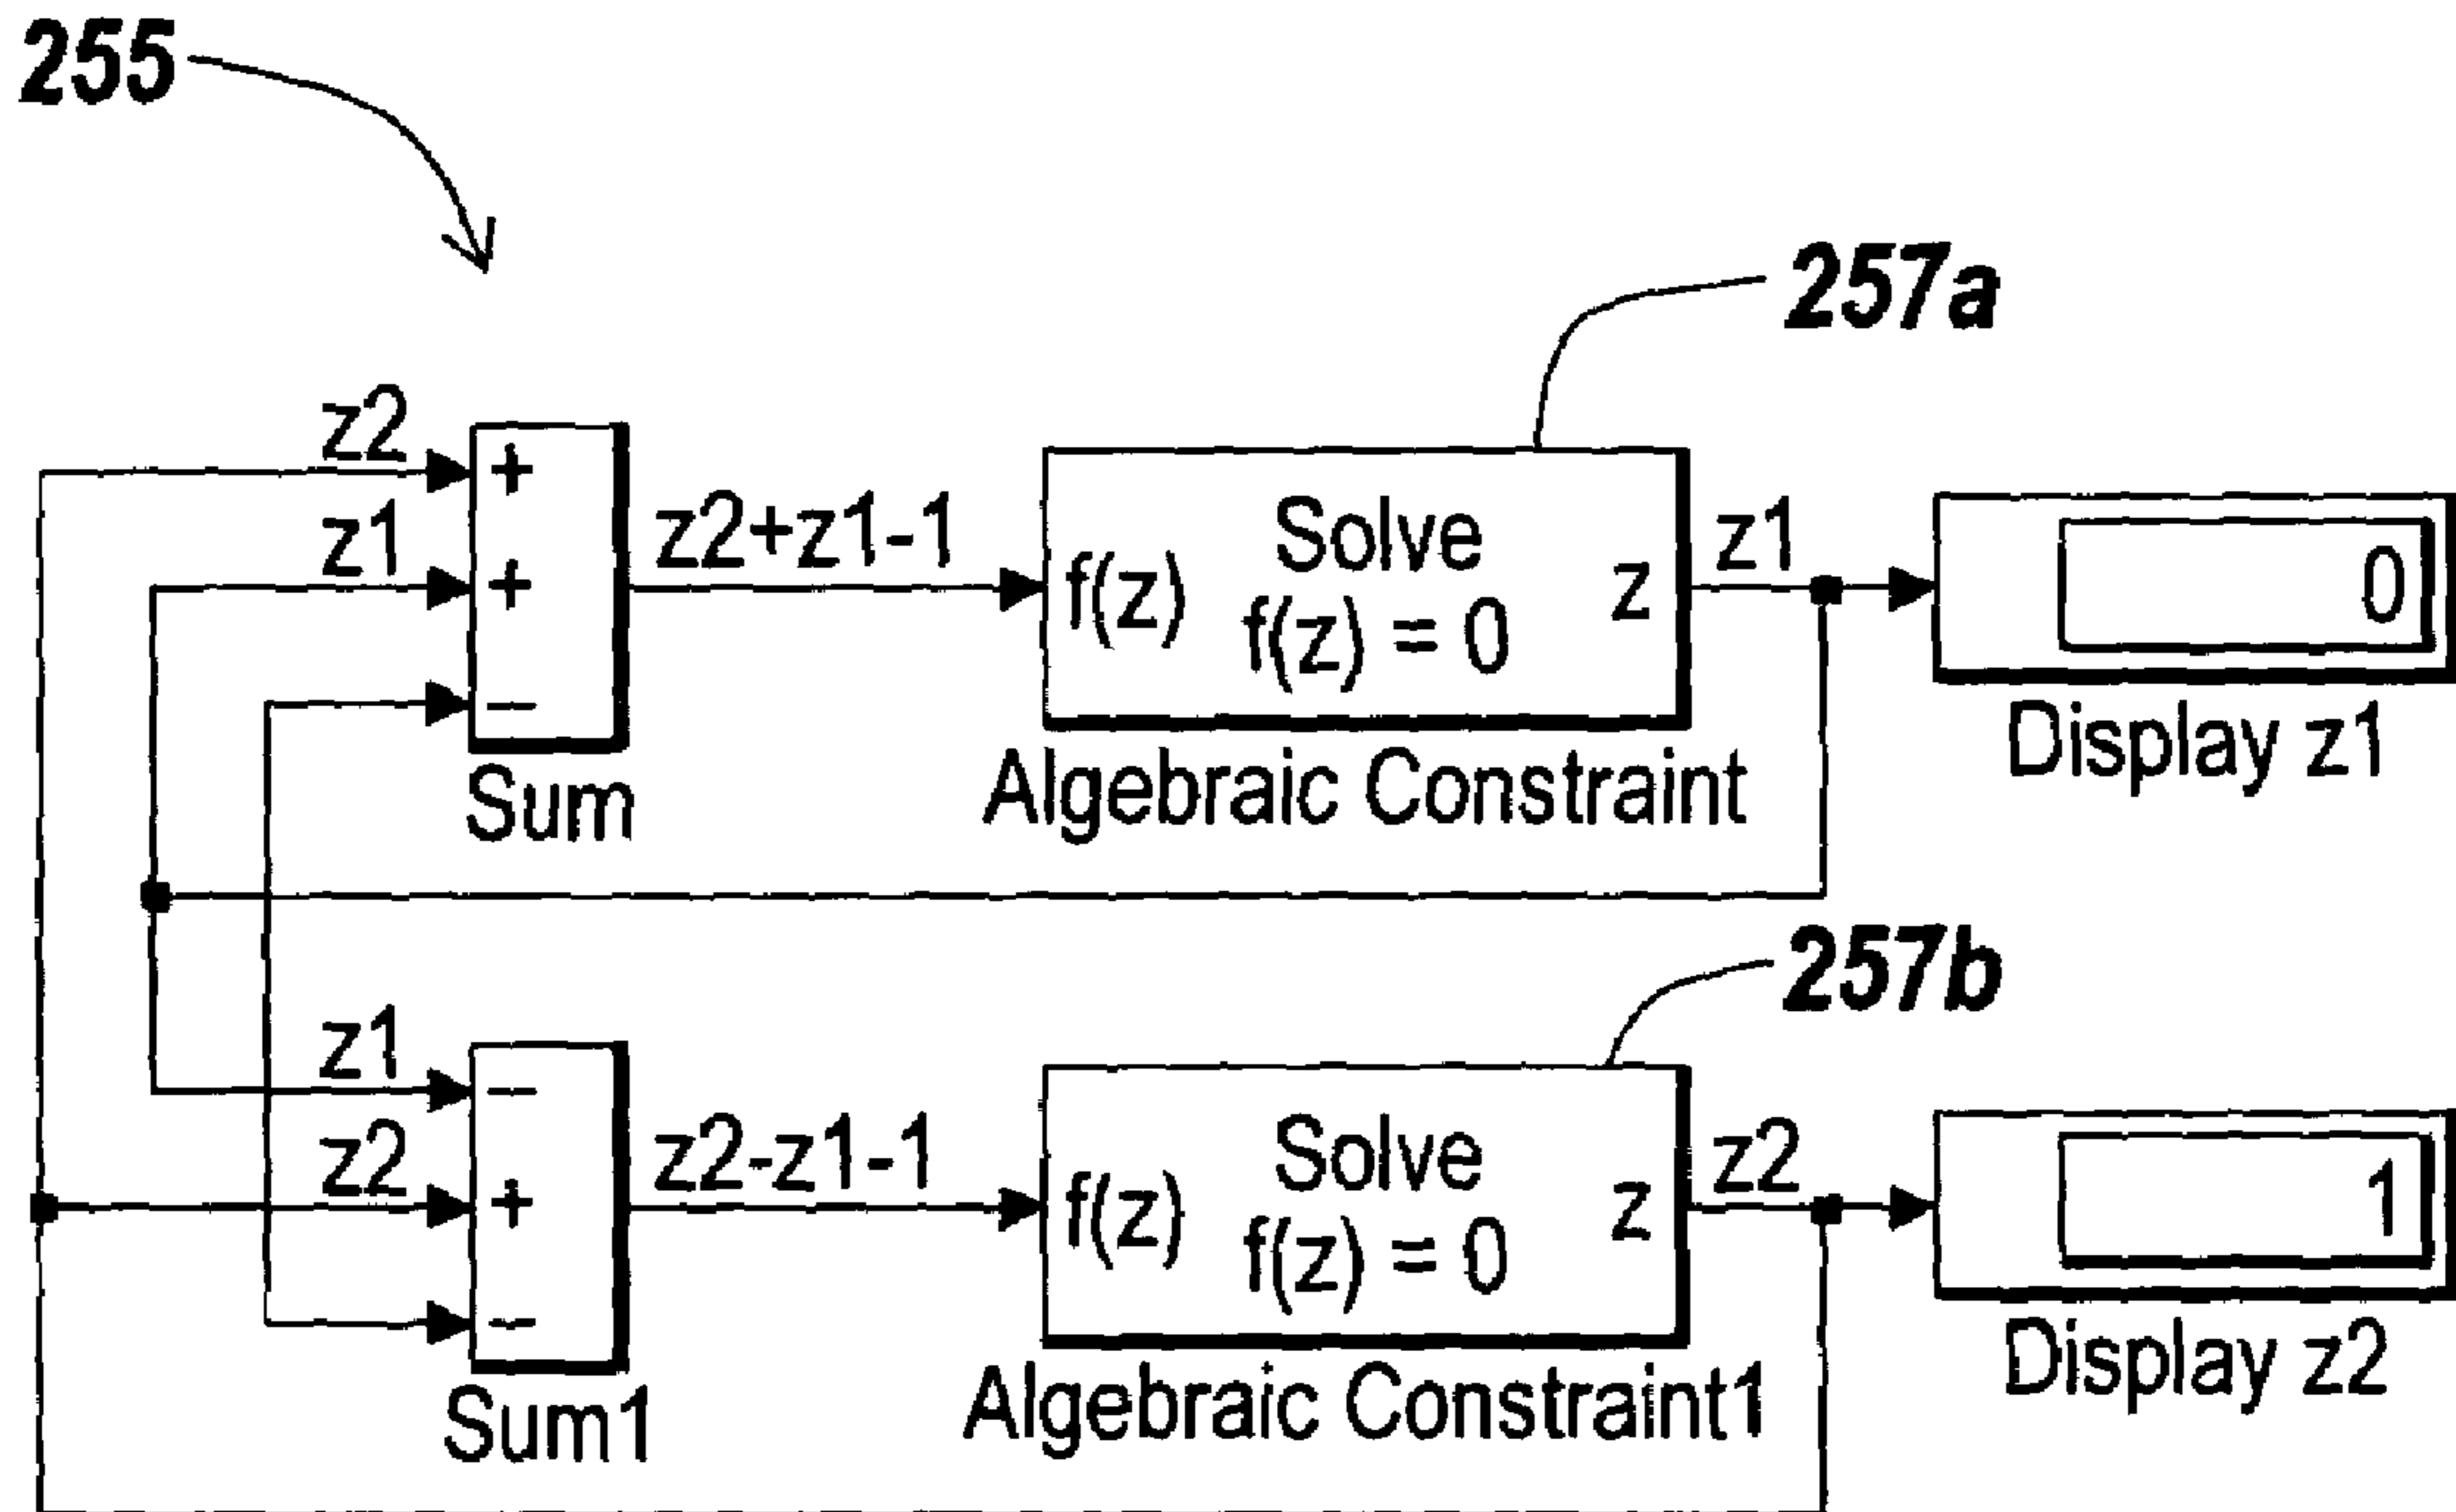 255
257a
z2
z1
+
+
−
Sum
z2+z1-1
f(z)
Solve
f(z) = 0
z
Algebraic Constraint
z1
0
Display z1
257b
z1
z2
−
+
−
Sum1
z2-z1-1
f(z)
Solve
f(z) = 0
z
Algebraic Constraint1
z2
1
Display z2